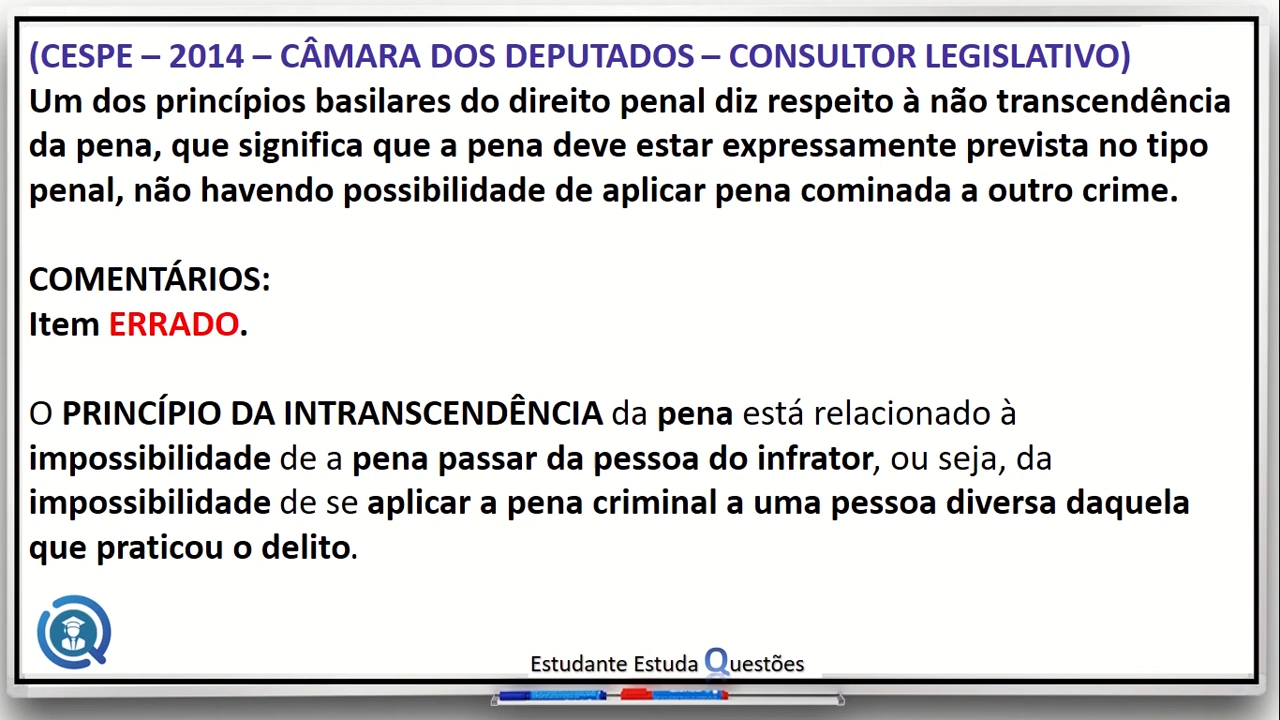 (CESPE – 2014 – CÂMARA DOS DEPUTADOS – CONSULTOR LEGISLATIVO)
Um dos princípios basilares do direito penal diz respeito à não transcendência
da pena, que significa que a pena deve estar expressamente prevista no tipo
penal, não havendo possibilidade de aplicar pena cominada a outro crime.
COMENTÁRIOS:
Item ERRADO.
O PRINCÍPIO DA INTRANSCENDÊNCIA da pena está relacionado à
impossibilidade de a pena passar da pessoa do infrator, ou seja, da
impossibilidade de se aplicar a pena criminal a uma pessoa diversa daquela
que praticou o delito.
Estudante Estuda Questões